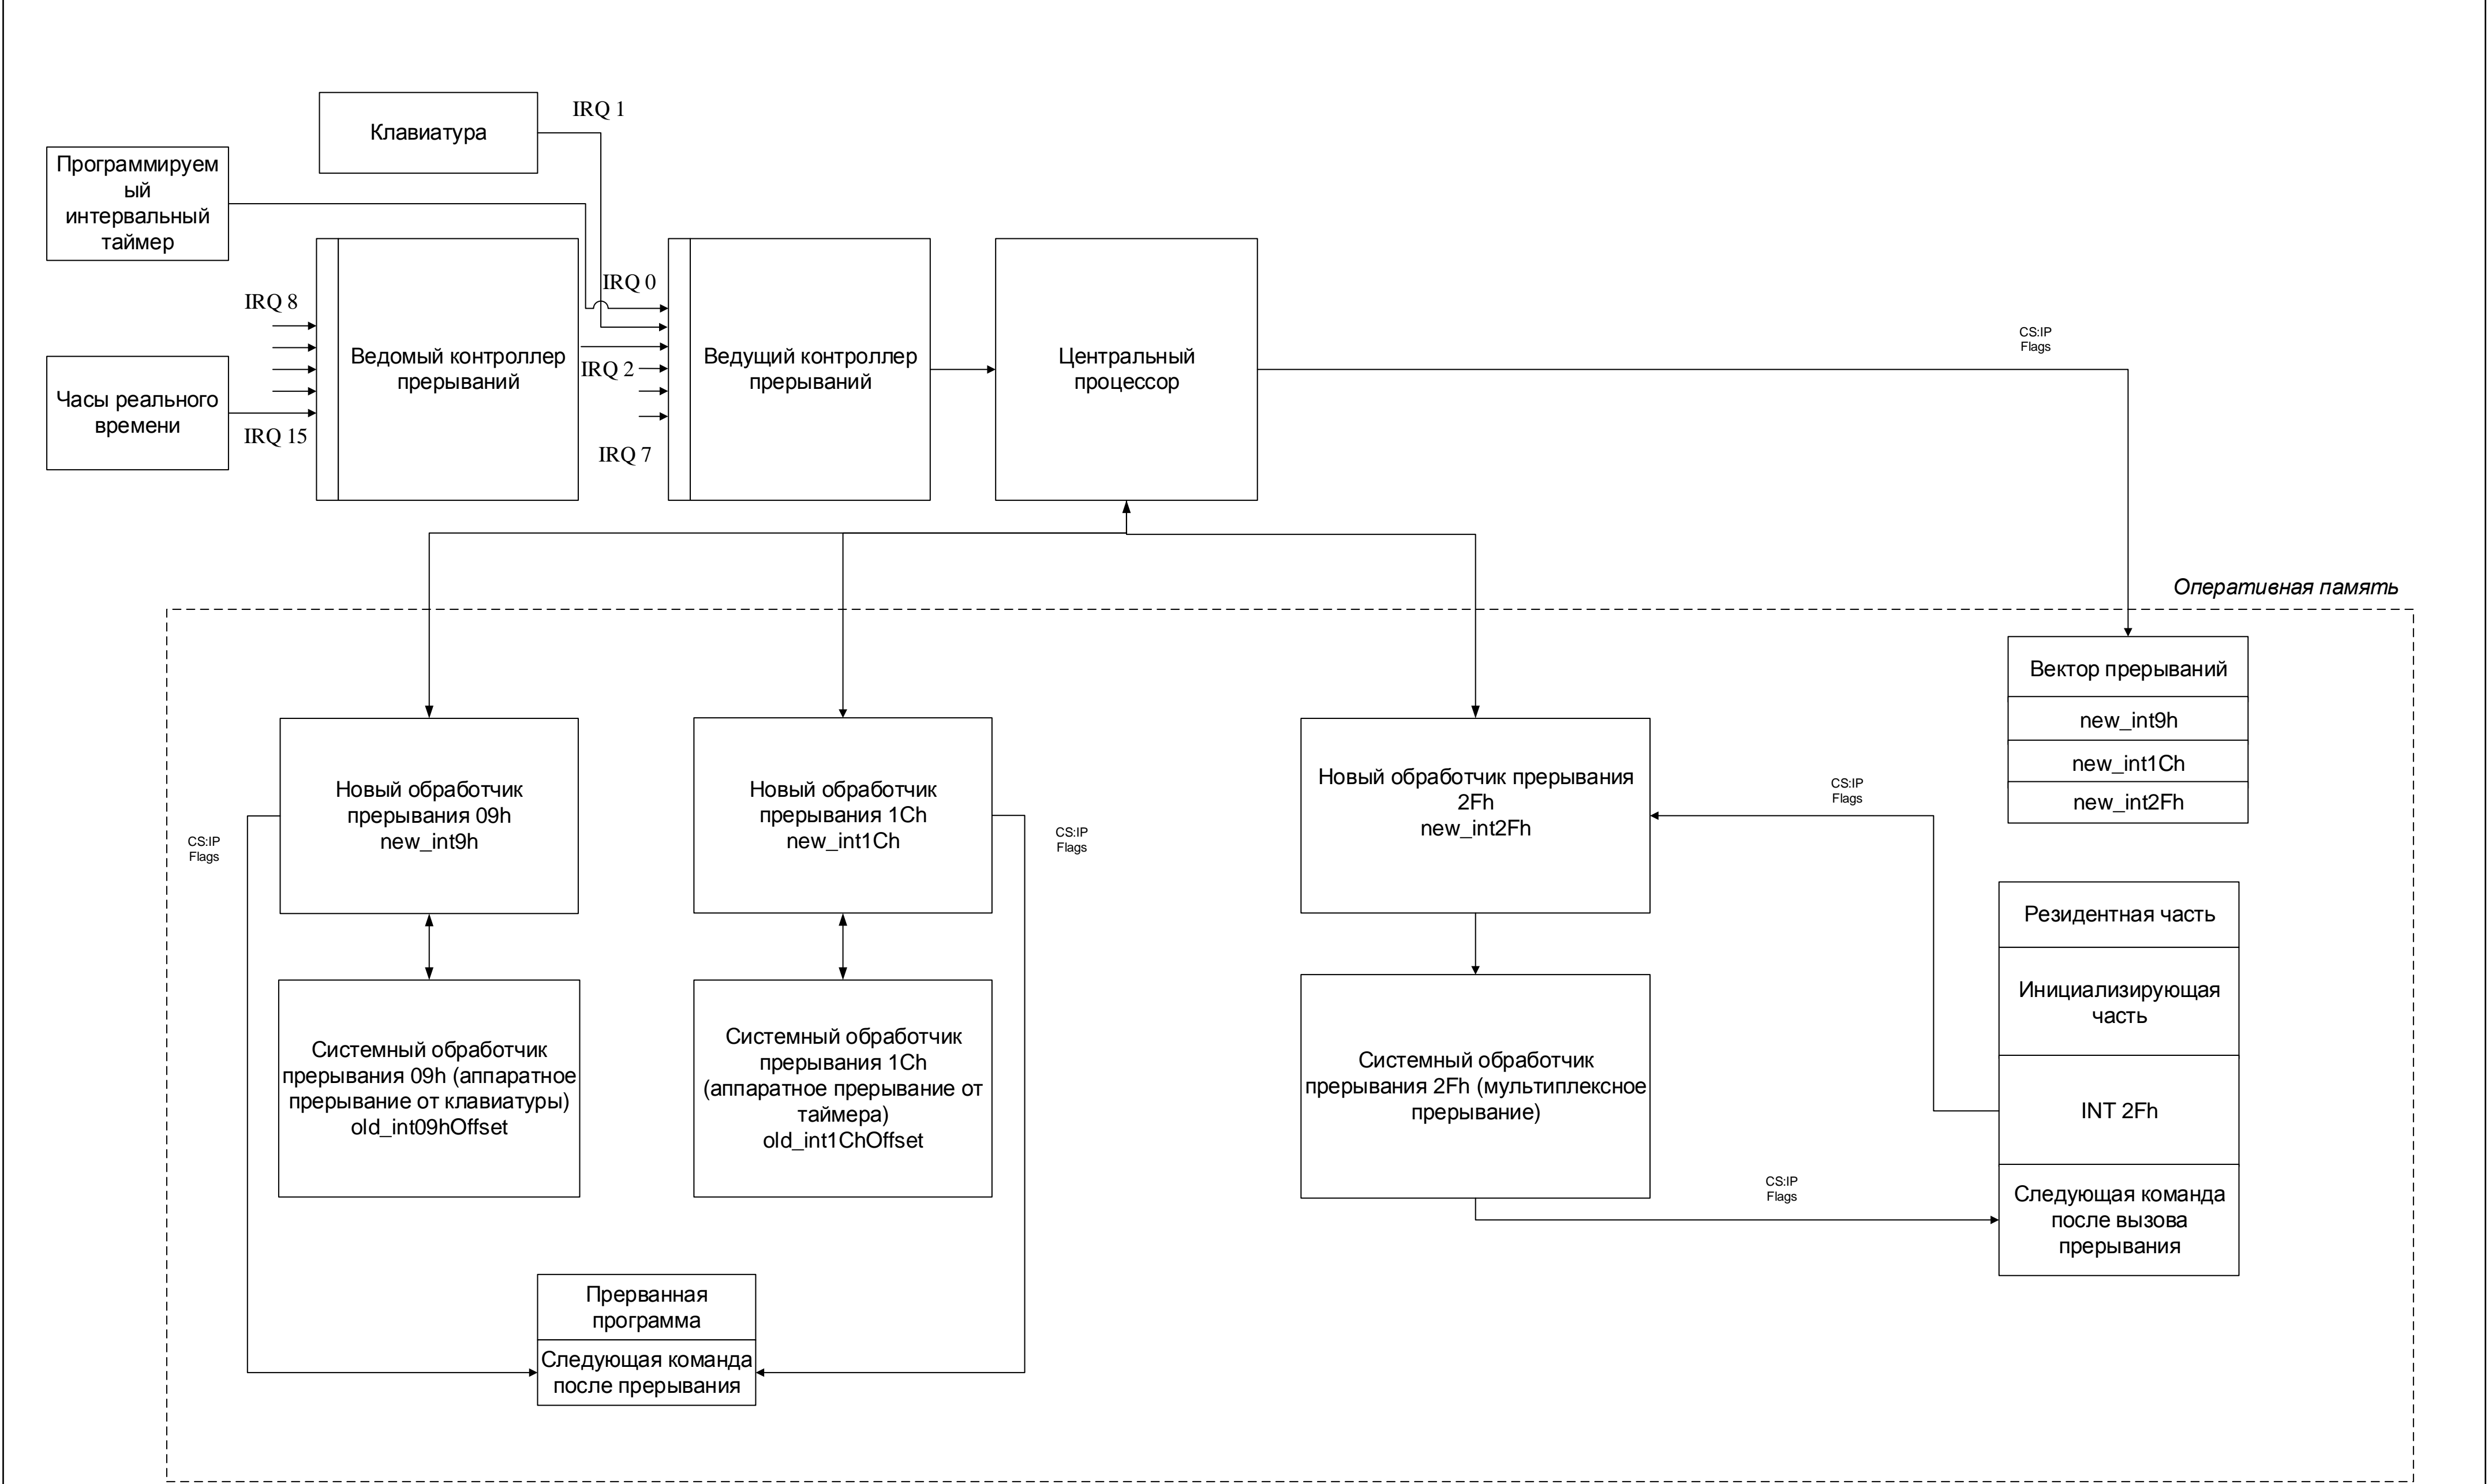 IRQ 1
Клавиатура
Программируем
ый
интервальный
таймер
IRQ 0
IRQ 8
CS:IP
Flags
Ведомый контроллер
прерываний
IRQ 2
Ведущий контроллер
прерываний
Центральный
процессор
Часы реального
времени
IRQ 15
IRQ 7
Оперативная память
Вектор прерываний
new_int9h
new_int1Ch
new_int2Fh
Новый обработчик
прерывания 09h
new_int9h
Новый обработчик
прерывания 1Ch
new_int1Ch
Новый обработчик прерывания
2Fh
new_int2Fh
CS:IP
Flags
CS:IP
Flags
CS:IP
Flags
Резидентная часть
Инициализирующая
часть
INT 2Fh
Следующая команда
после вызова
прерывания
Системный обработчик
прерывания 09h (аппаратное
прерывание от клавиатуры)
old_int09hOffset
Системный обработчик
прерывания 1Ch
(аппаратное прерывание от
таймера)
old_int1ChOffset
Системный обработчик
прерывания 2Fh (мультиплексное
прерывание)
CS:IP
Flags
Прерванная
программа
Следующая команда
после прерывания